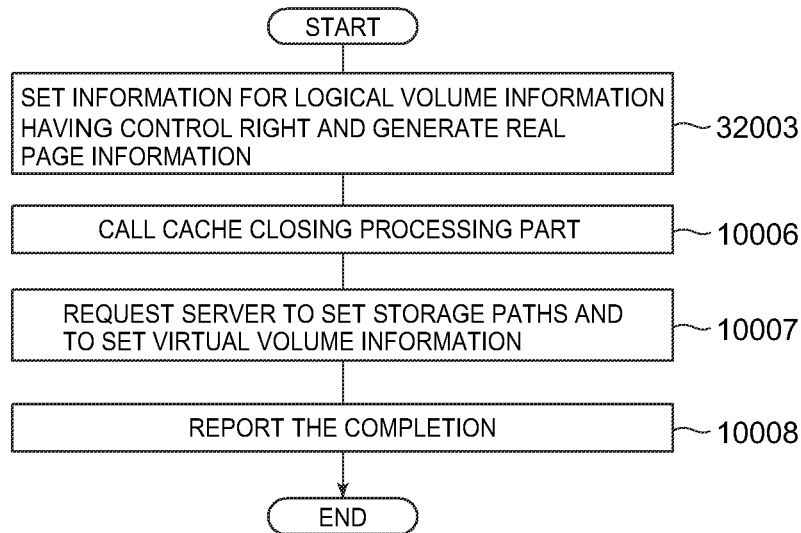 START
SET INFORMATION FOR LOGICAL VOLUME INFORMATION
HAVING CONTROL RIGHT AND GENERATE REAL
PAGE INFORMATION
32003
CALL CACHE CLOSING PROCESSING PART
10006
REQUEST SERVER TO SET STORAGE PATHS AND
TO SET VIRTUAL VOLUME INFORMATION
10007
REPORT THE COMPLETION
10008
END